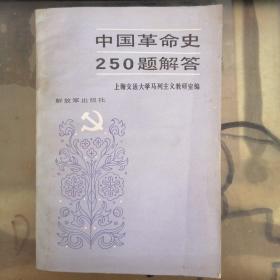 中国革命史
250题解答
上海交通大学马列主义教研室编
解放军出版社